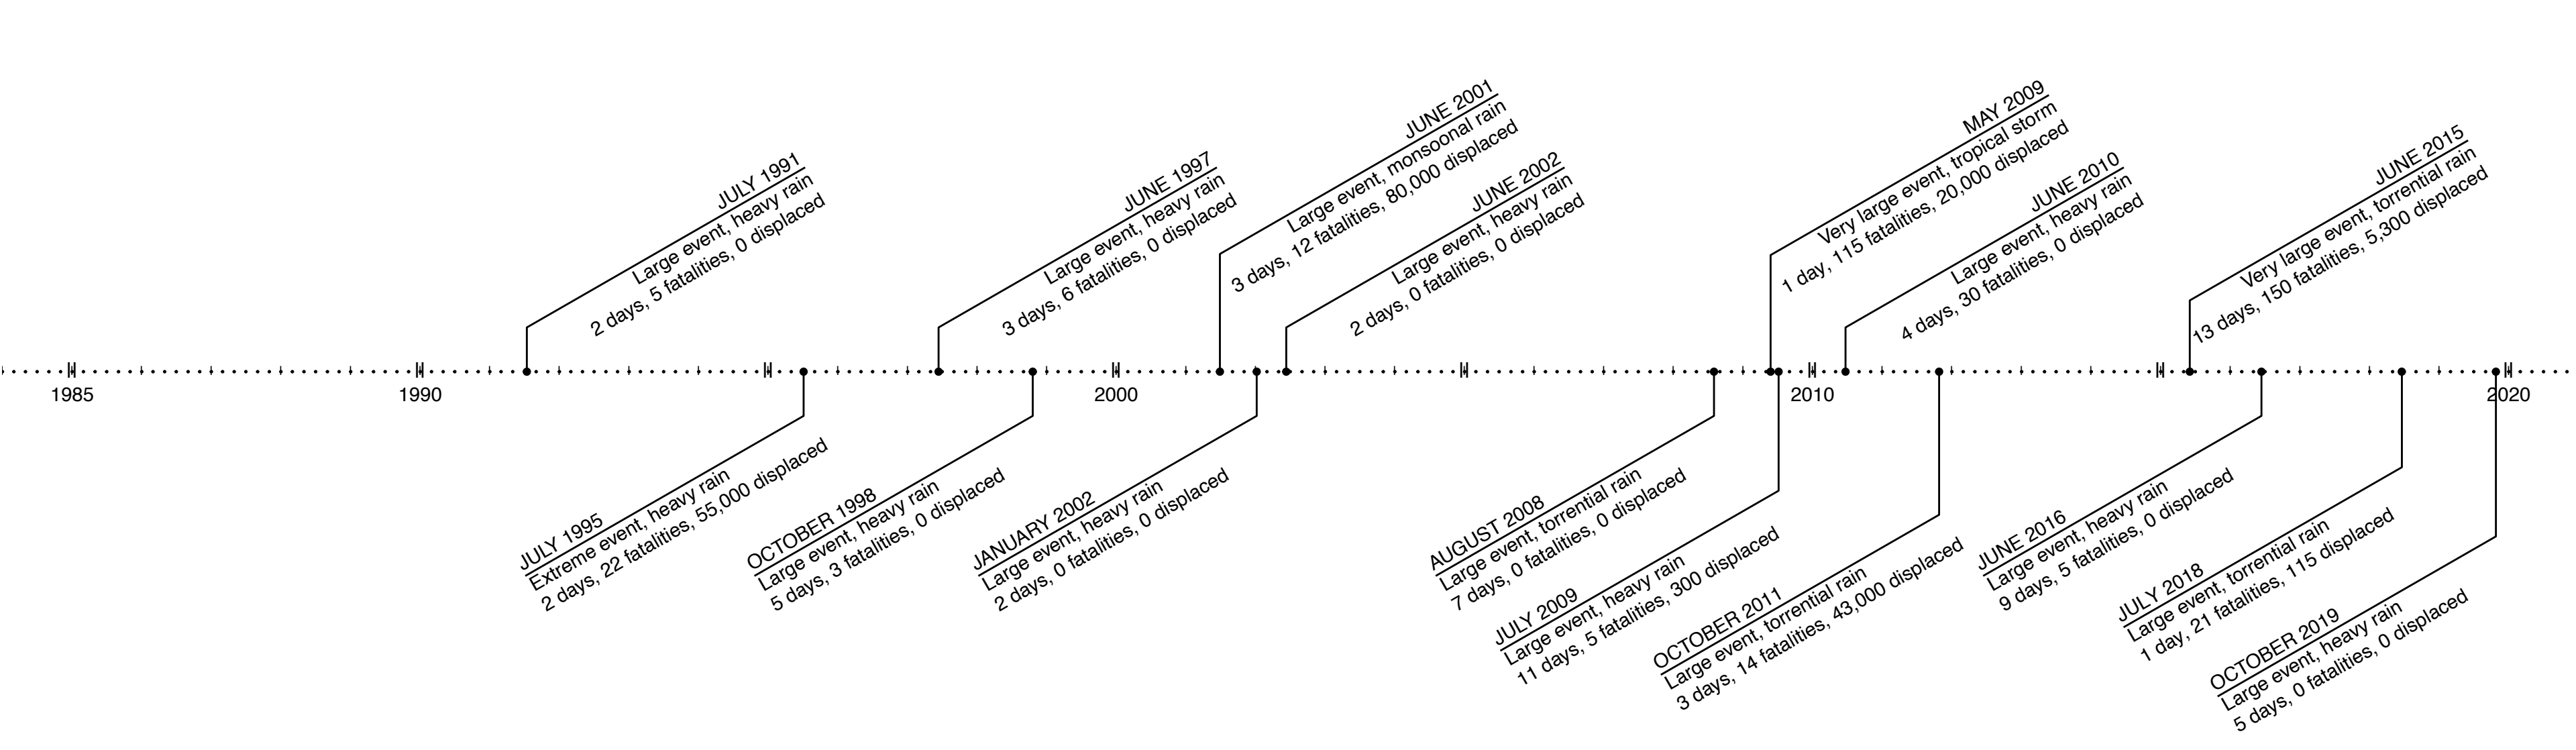 JULY 1991
Large event, heavy rain
2 days, 5 fatalities, 0 displaced
JUNE 1997
Large event, heavy rain
3 days, 6 fatalities, 0 displaced
JUNE 2001
Large event, monsoonal rain
3 days, 12 fatalities, 80,000 displaced
JUNE 2002
Large event, heavy rain
2 days, 0 fatalities, 0 displaced
MAY 2009
Very large event, tropical storm
1 day, 115 fatalities, 20,000 displaced
JUNE 2010
Large event, heavy rain
4 days, 30 fatalities, 0 displaced
JUNE 2015
Very large event, torrential rain
13 days, 150 fatalities, 5,300 displaced
1985
1990
2000
2010
2020
JULY 1995
Extreme event, heavy rain
2 days, 22 fatalities, 55,000 displaced
OCTOBER 1998
Large event, heavy rain
5 days, 3 fatalities, 0 displaced
JANUARY 2002
Large event, heavy rain
2 days, 0 fatalities, 0 displaced
AUGUST 2008
Large event, torrential rain
7 days, 0 fatalities, 0 displaced
JULY 2009
Large event, heavy rain
11 days, 5 fatalities, 300 displaced
OCTOBER 2011
Large event, torrential rain
3 days, 14 fatalities, 43,000 displaced
JUNE 2016
Large event, heavy rain
9 days, 5 fatalities, 0 displaced
JULY 2018
Large event, torrential rain
1 day, 21 fatalities, 115 displaced
OCTOBER 2019
Large event, heavy rain
5 days, 0 fatalities, 0 displaced